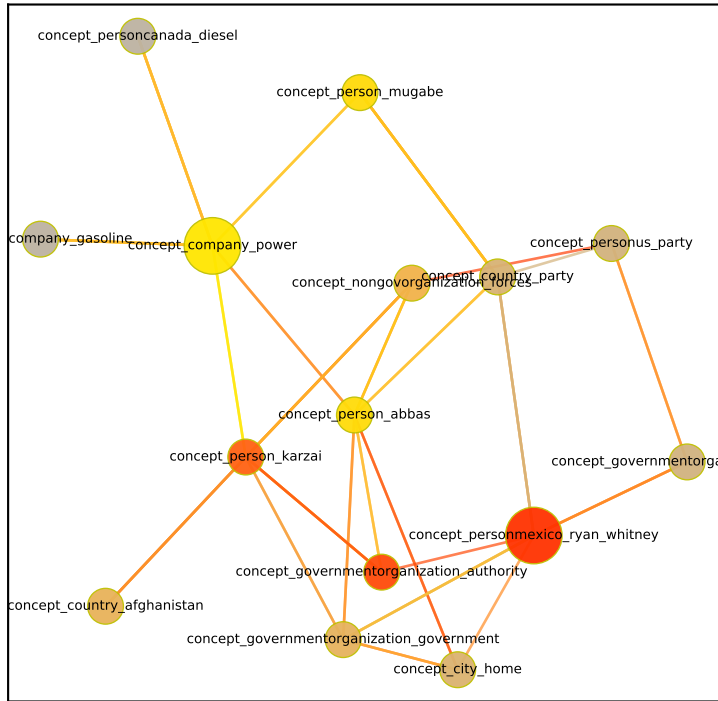 concept_personcanada_diesel
concept_person_mugabe
company_gasoline
concept_company_power
concept_personus_party
concept_country_party
concept_nongovorganization_forces
concept_person_abbas
concept_person_karzai
concept_governmentorga
concept_personmexico_ryan_whitney
concept_governmentorganization_authority
concept_country_afghanistan
concept_governmentorganization_government
concept_city_home